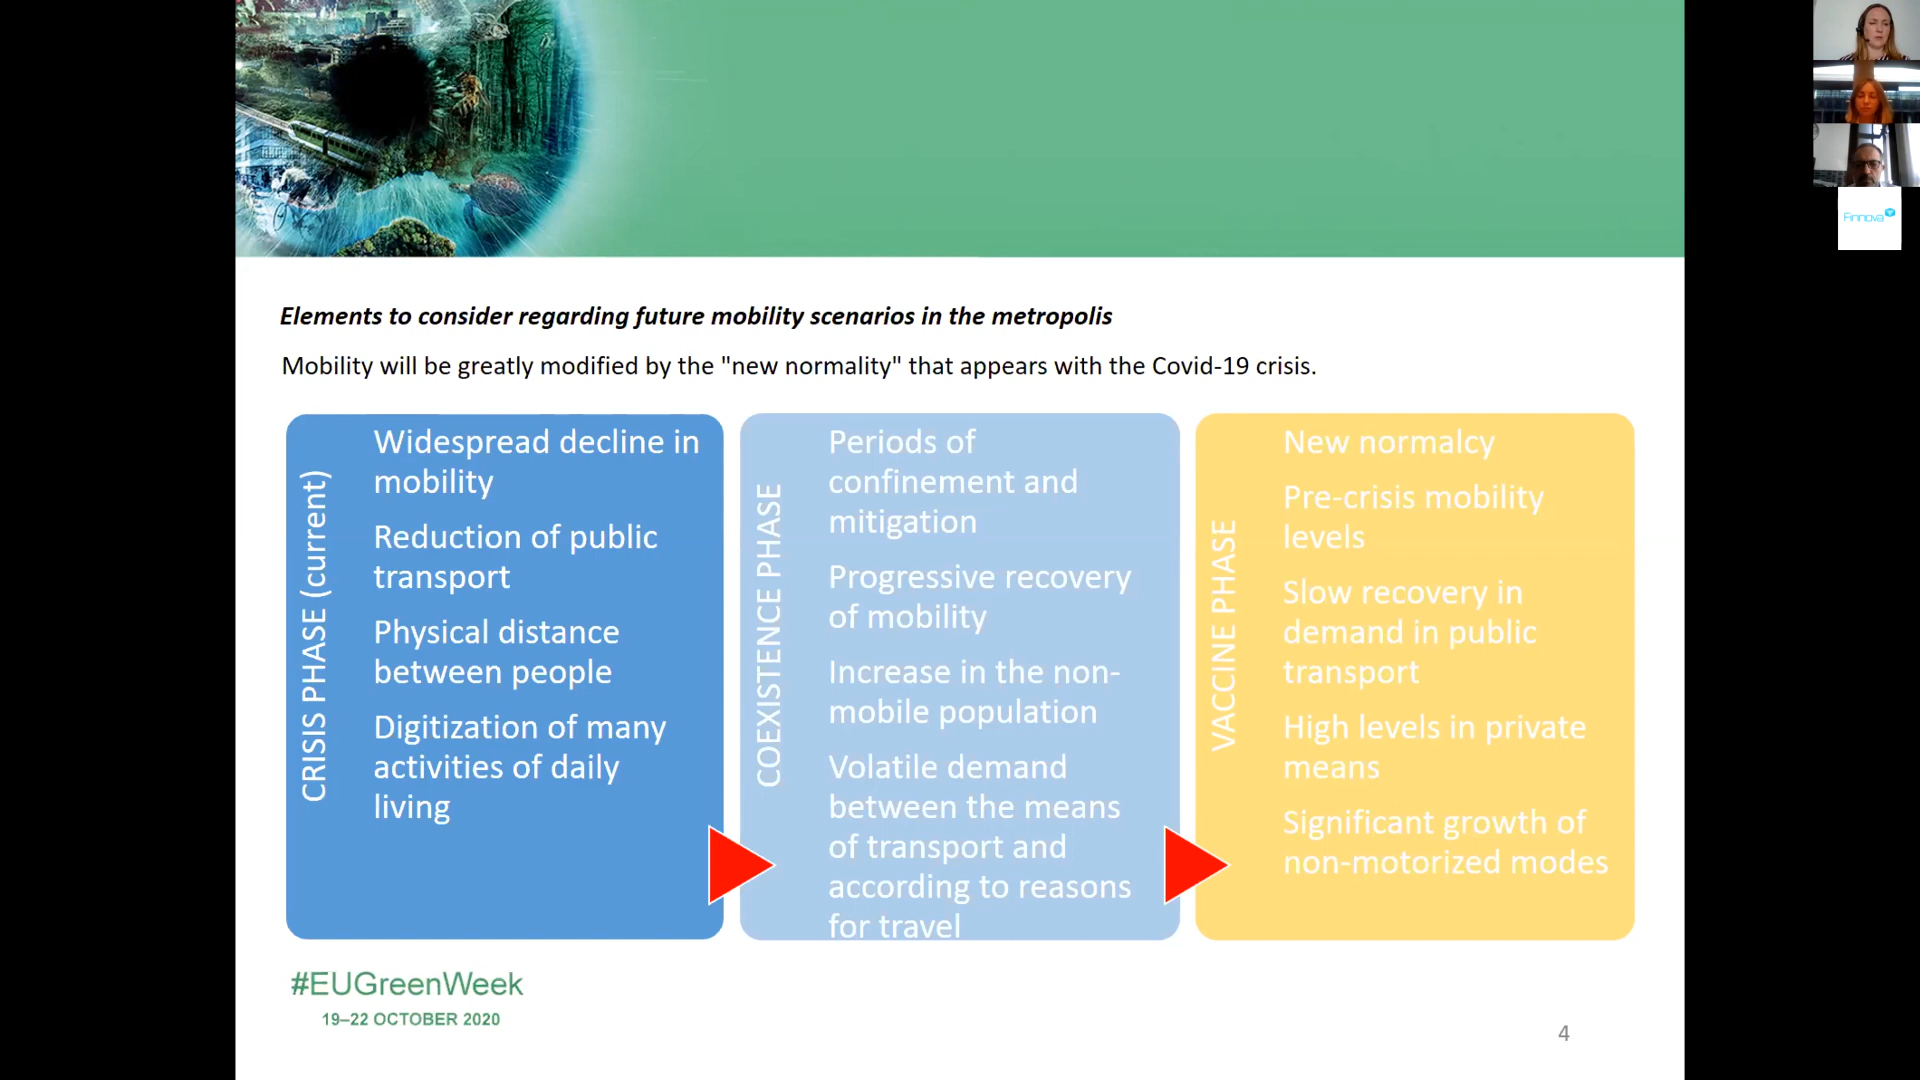 Finnova
Elements to consider regarding future mobility scenarios in the metropolis
Mobility will be greatly modified by the "new normality" that appears with the Covid-19 crisis.
CRISIS PHASE (current)
Widespread decline in
mobility
Reduction of public
transport
Physical distance
between people
Digitization of many
activities of daily
living
COEXISTENCE PHASE
Periods of
confinement and
mitigation
Progressive recovery
of mobility
Increase in the non-
mobile population
Volatile demand
between the means
of transport and
according to reasons
for travel
VACCINE PHASE
New normalcy
Pre-crisis mobility
levels
Slow recovery in
demand in public
transport
High levels in private
means
Significant growth of
non-motorized modes
#EUGreenWeek
19–22 OCTOBER 2020
4